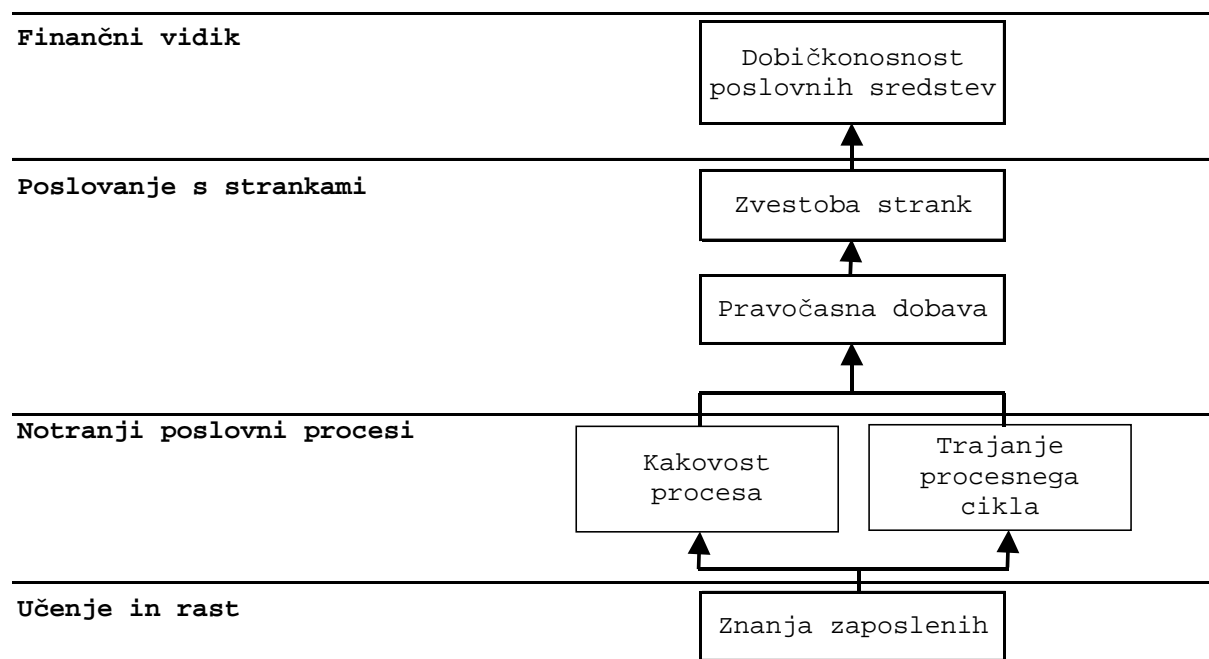 Finančni vidik
Dobičkonosnost
poslovnih sredstev
Poslovanje s strankami
Zvestoba strank
Pravočasna dobava
Notranji poslovni procesi
Kakovost
procesa
Trajanje
procesnega
cikla
Učenje in rast
Znanja zaposlenih